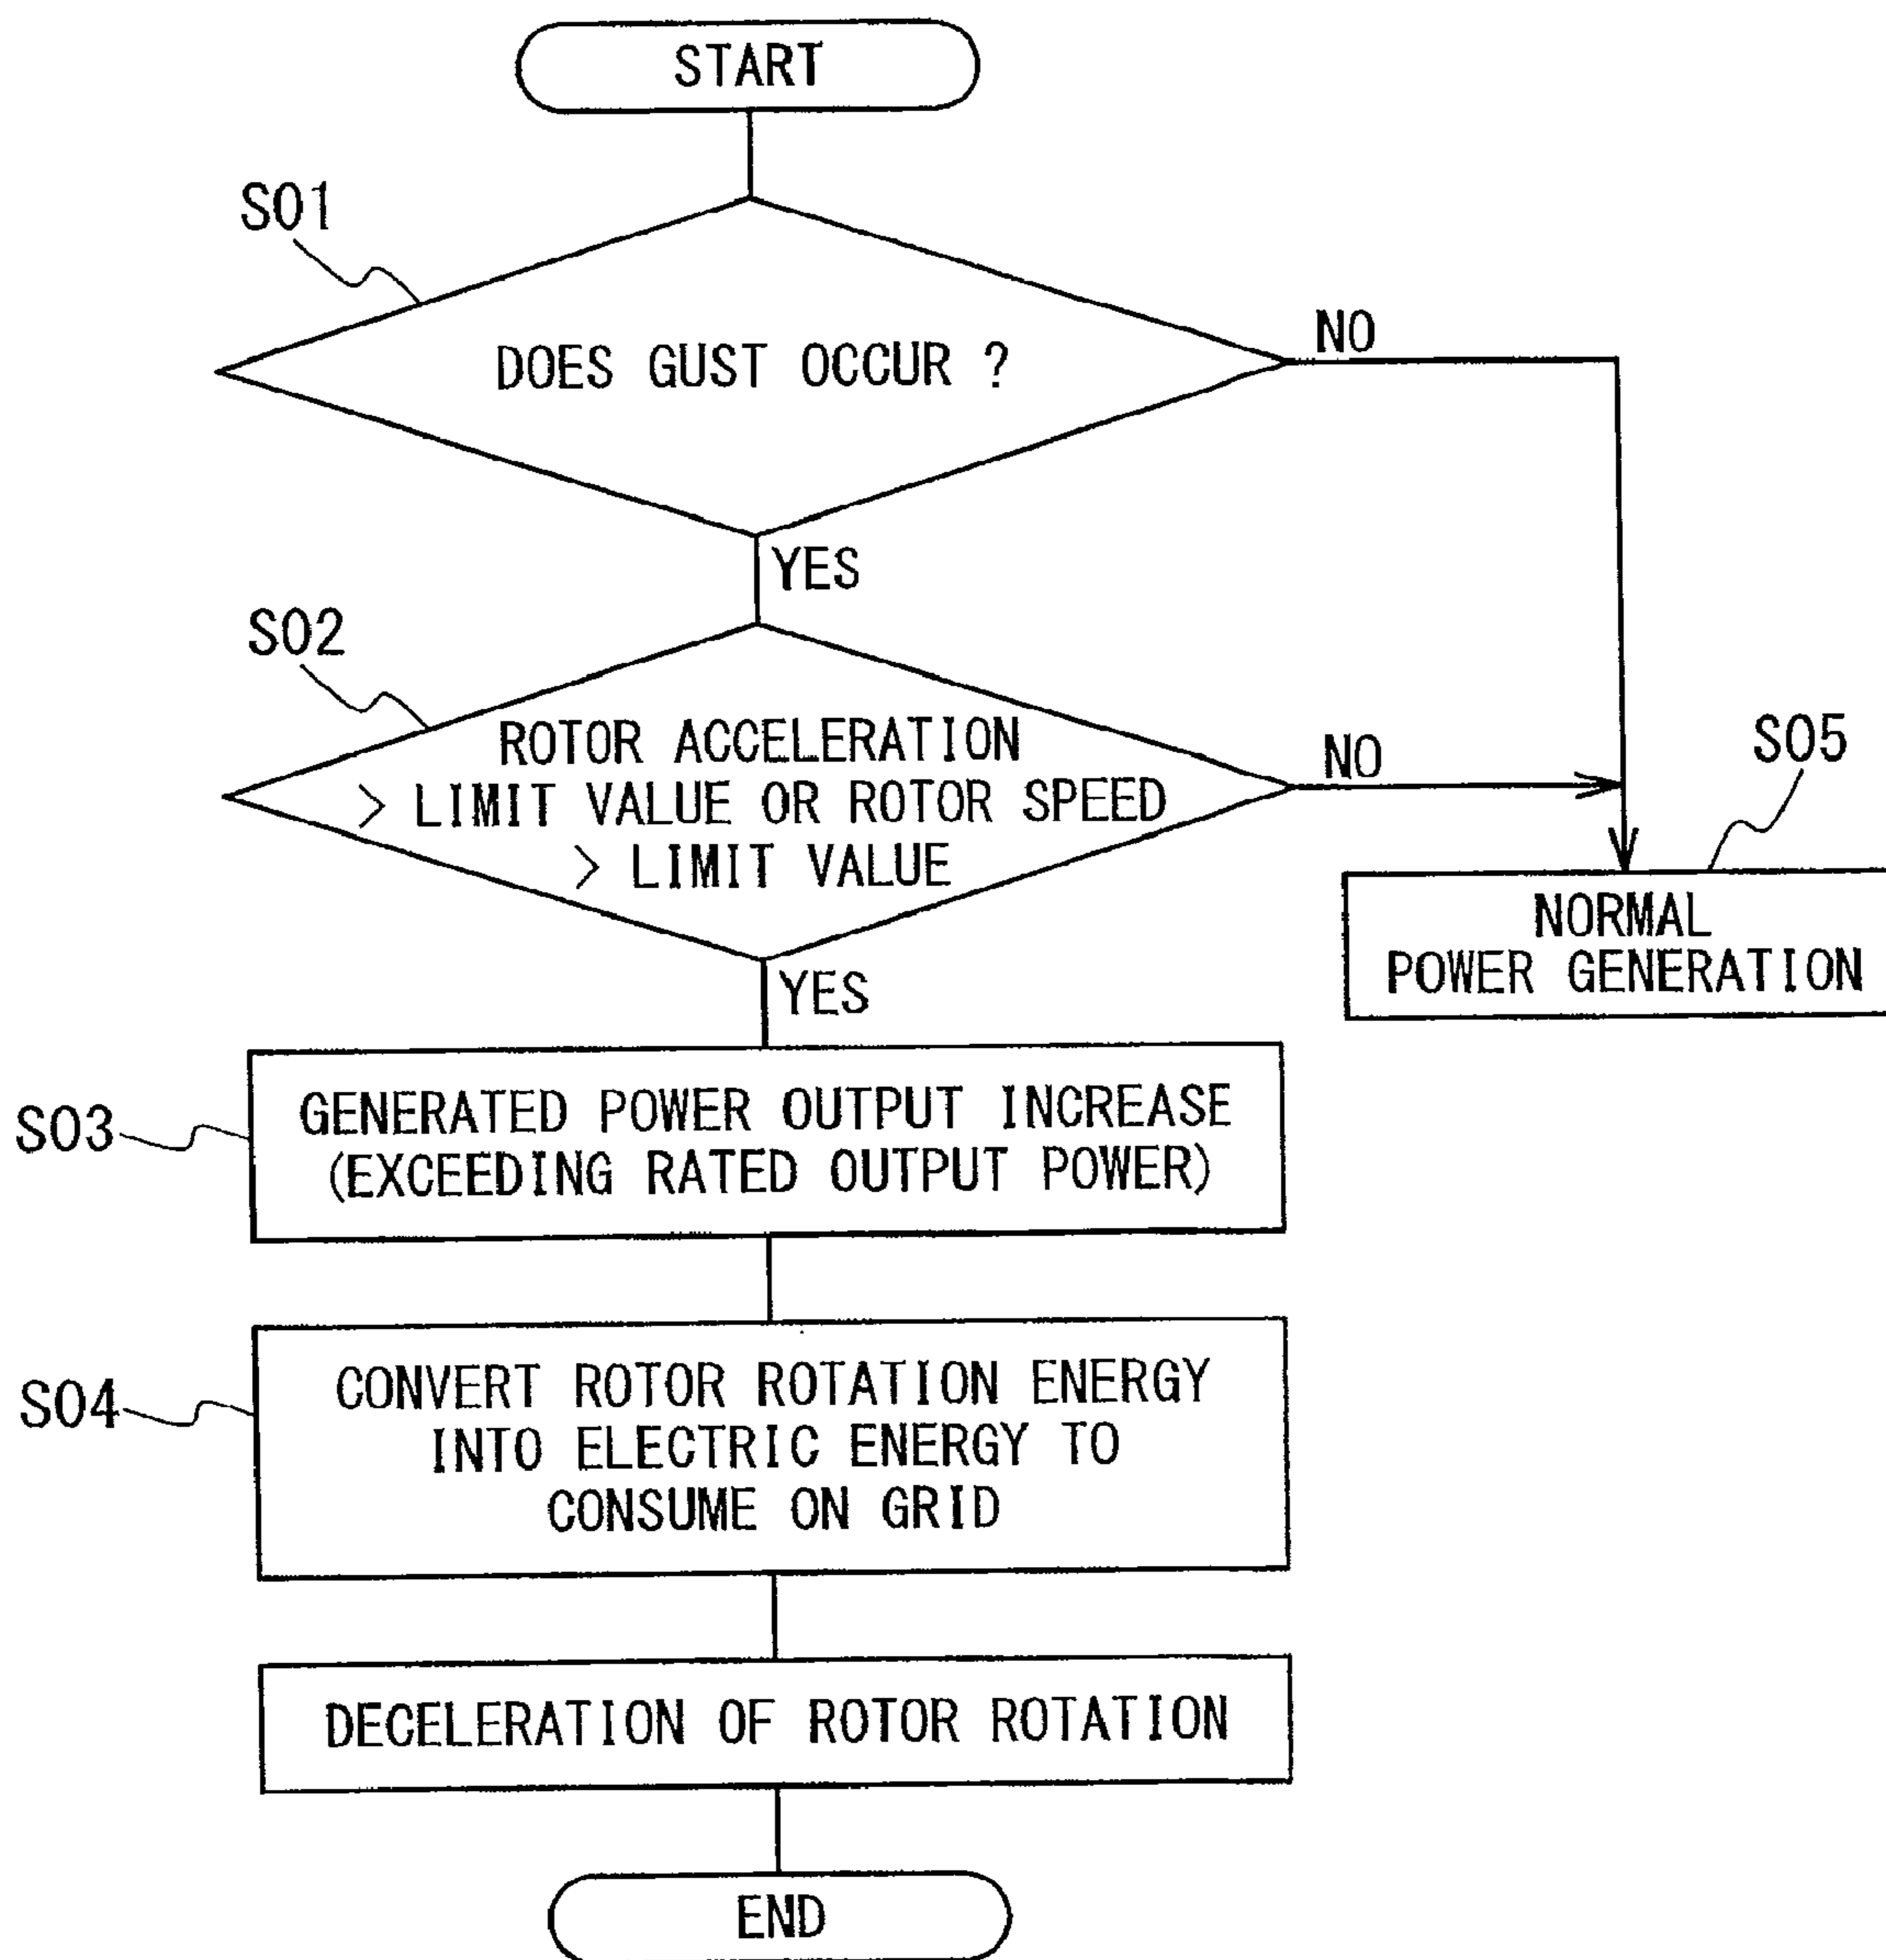 START
S01
DOES GUST OCCUR ?
NO
YES
S02
ROTOR ACCELERATION
> LIMIT VALUE OR ROTOR SPEED
> LIMIT VALUE
NO
S05
NORMAL
POWER GENERATION
YES
S03
GENERATED POWER OUTPUT INCREASE
(EXCEEDING RATED OUTPUT POWER)
S04
CONVERT ROTOR ROTATION ENERGY
INTO ELECTRIC ENERGY TO
CONSUME ON GRID
DECELERATION OF ROTOR ROTATION
END